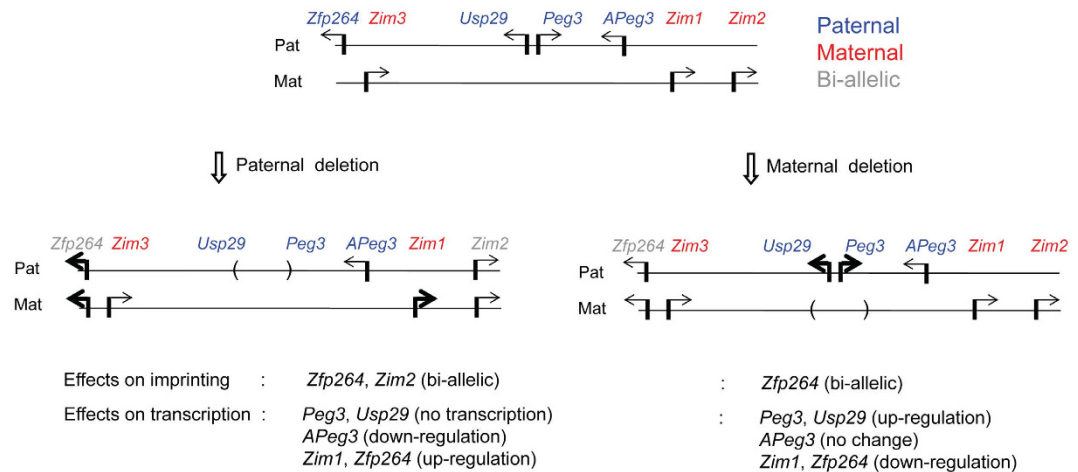 Zfp264 Zim3 Usp29 Peg3 APeg3 Zim1 Zim2
Pat
Mat
Paternal
Maternal
Bi-allelic
Paternal deletion
Maternal deletion
Zfp264 Zim3 Usp29 Peg3 APeg3 Zim1 Zim2
Pat ( )
Mat
Zfp264 Zim3 Usp29 Peg3 APeg3 Zim1 Zim2
Pat
Mat ( )
Effects on imprinting : Zfp264, Zim2 (bi-allelic)
Effects on transcription : Peg3, Usp29 (no transcription)
APeg3 (down-regulation)
Zim1, Zfp264 (up-regulation)
: Zfp264 (bi-allelic)
: Peg3, Usp29 (up-regulation)
APeg3 (no change)
Zim1, Zfp264 (down-regulation)